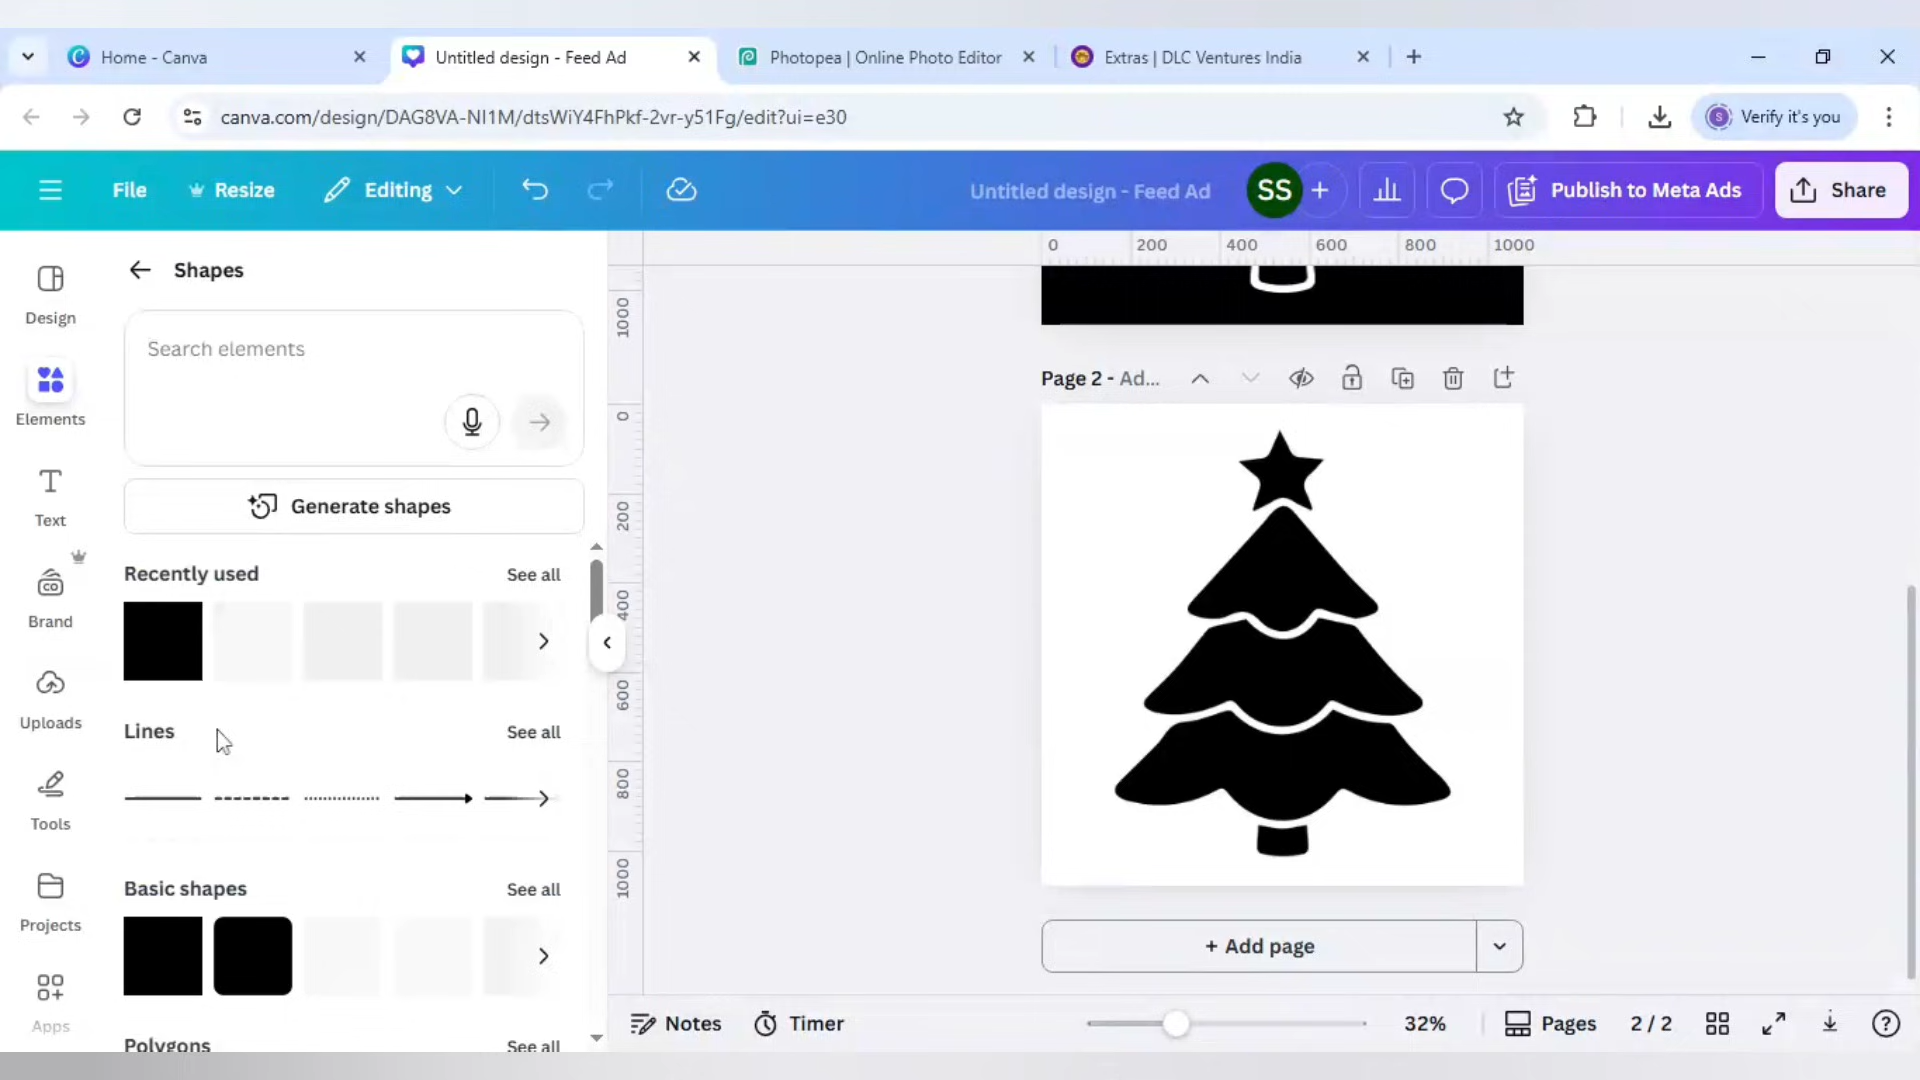 Home - Canva
Untitled design - Feed Ad
Photopea | Online Photo Editor
Extras | DLC Ventures India
canva.com/design/DAG8VA-NI1M/dtsWiY4FhPkf-2vr-y51Fg/edit?ui=e30
S
Verify it's you
File
Resize
Editing
Untitled design - Feed Ad
SS
Publish to Meta Ads
Share
Design
Elements
Text
Brand
Uploads
Tools
Projects
Apps
Shapes
Search elements
Generate shapes
Recently used
See all
Lines
See all
Basic shapes
See all
Polygons
See all
0 200 400 600 800 1000
1000
0
200
400
600
800
1000
Page 2 - Ad...
+ Add page
Notes
Timer
32%
Pages
2 / 2
CO